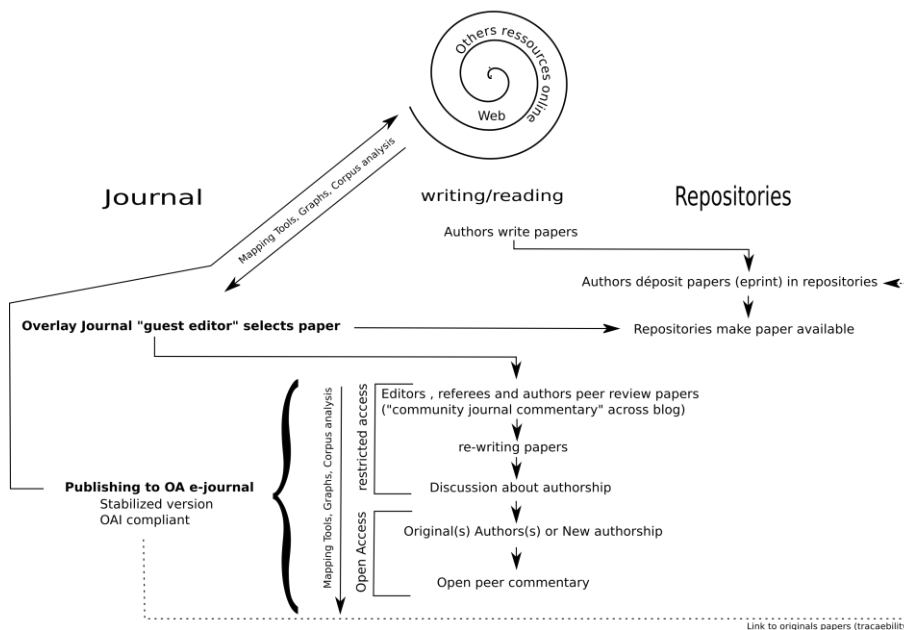 Others ressources online
Web
Mapping Tools, Graphs, Corpus analysis
Journal
writing/reading
Repositories
Authors write papers
Authors déposit papers (eprint) in repositories
Overlay Journal "guest editor" selects paper
Repositories make paper available
Mapping Tools, Graphs, Corpus analysis
restricted access
Editors , referees and authors peer review papers
("community journal commentary" across blog)
re-writing papers
Discussion about authorship
Publishing to OA e-journal
Stabilized version
OAI compliant
Open Access
Original(s) Authors(s) or New authorship
Open peer commentary
Link to originals papers (tracaebility